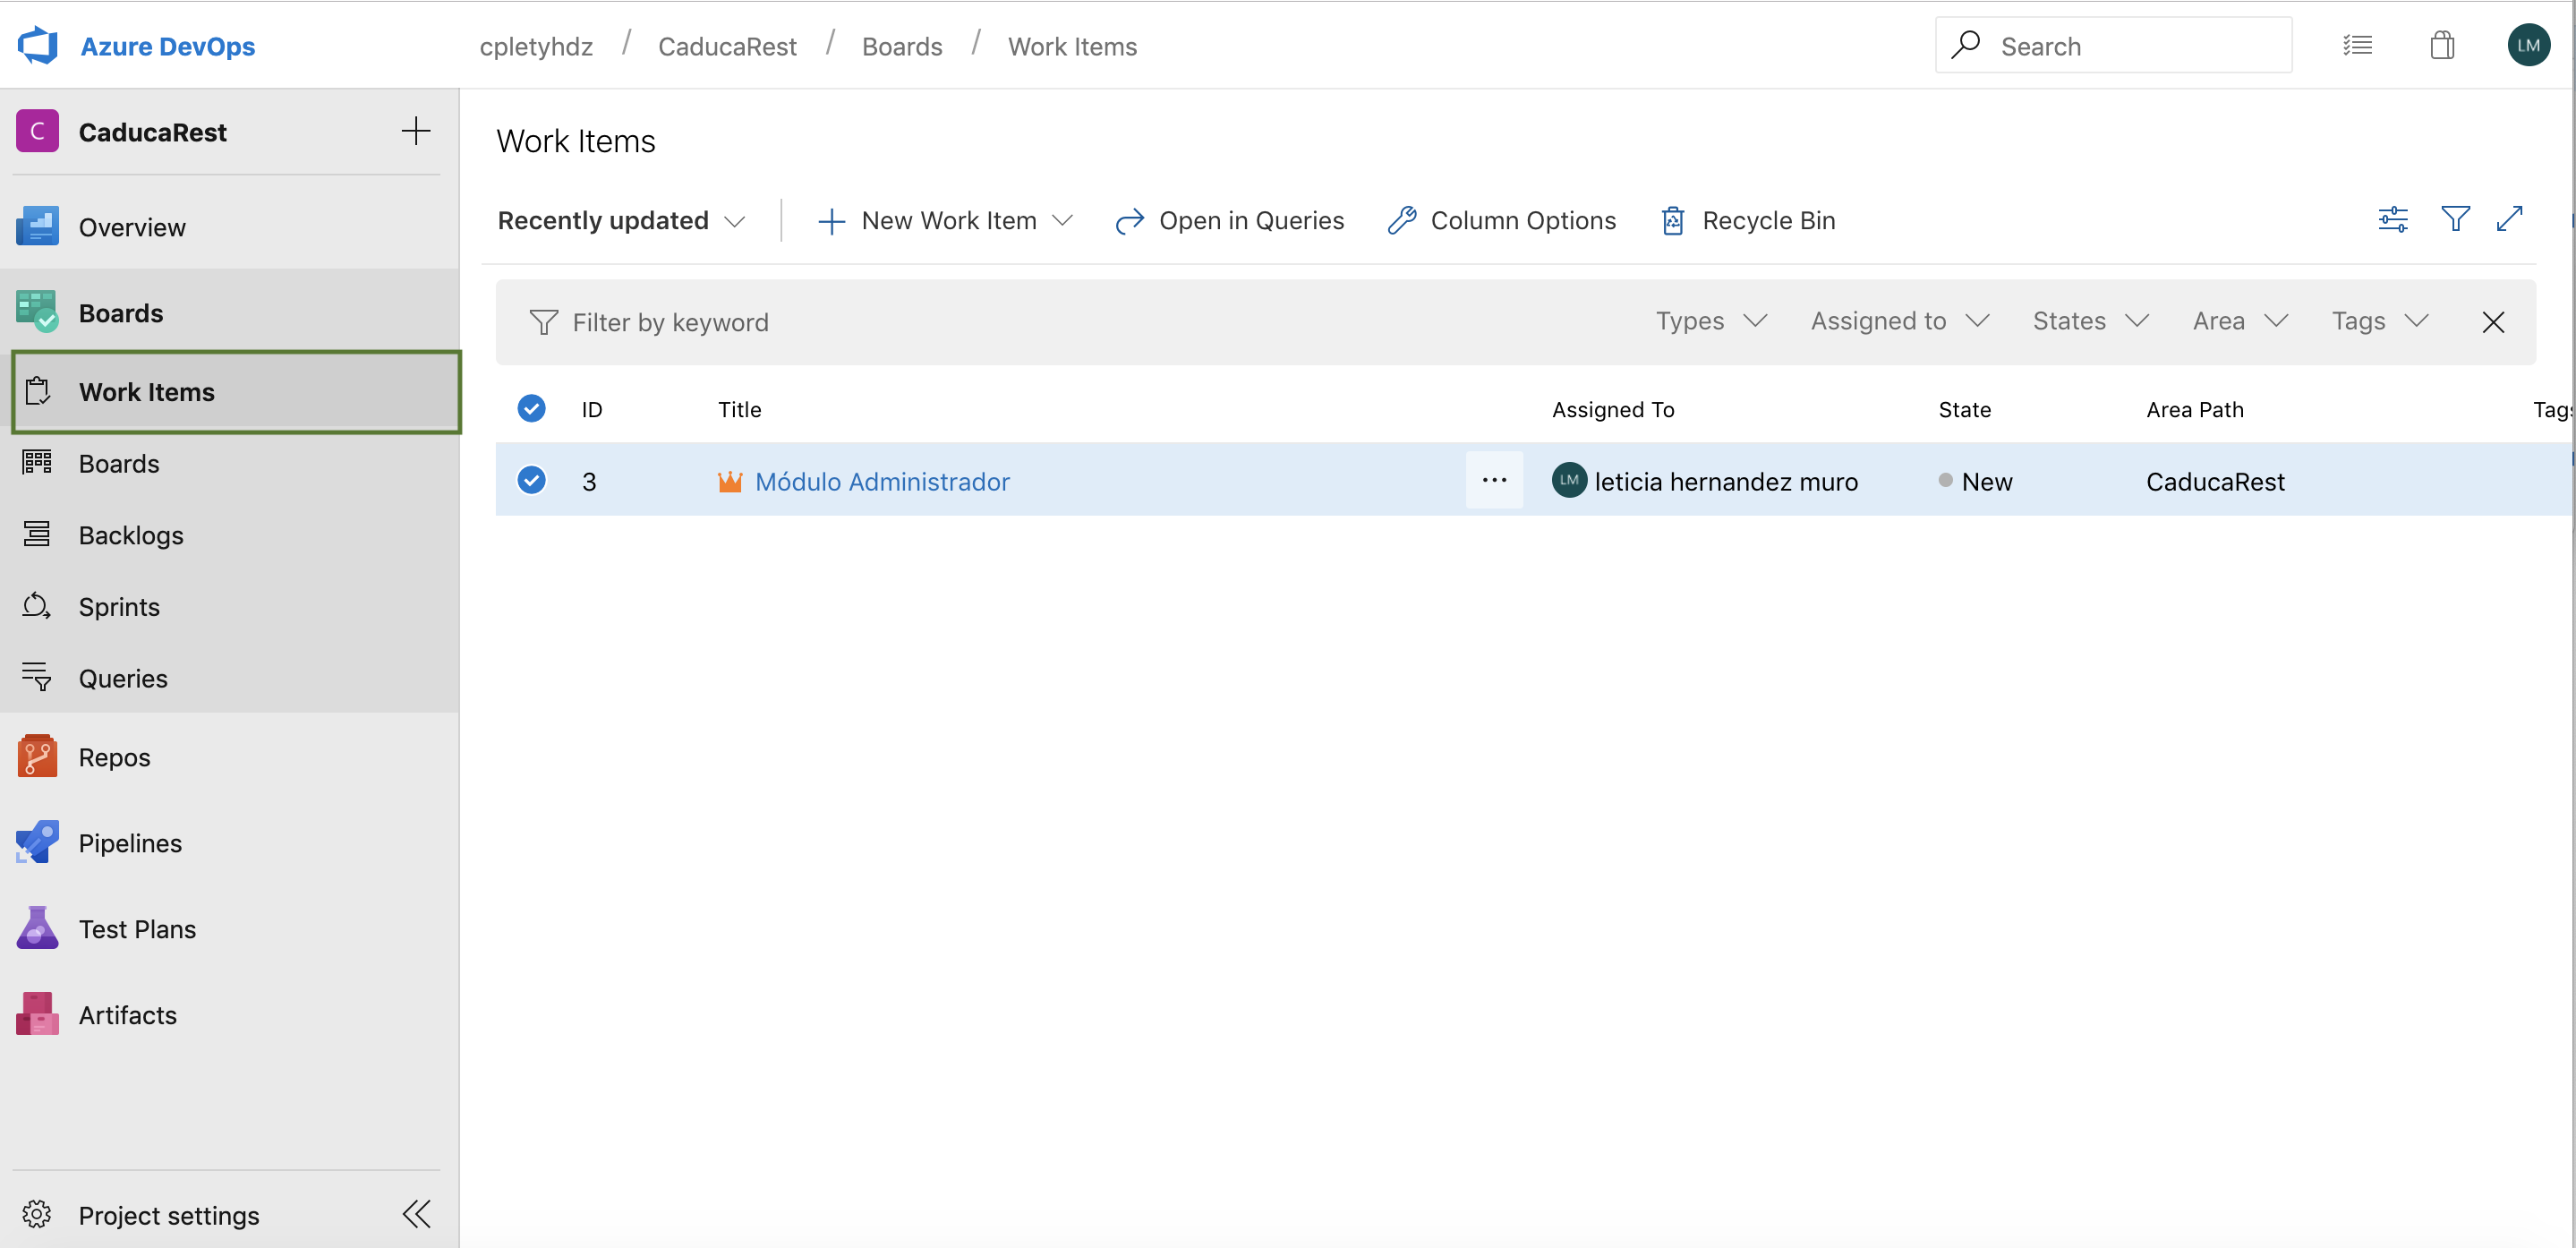 Azure DevOps
cpletyhdz / CaducaRest / Boards / Work Items
Search
LM
C CaducaRest
Overview
Boards
Work Items
Boards
Backlogs
Sprints
Queries
Repos
Pipelines
Test Plans
Artifacts
Project settings
Work Items
Recently updated New Work Item Open in Queries Column Options Recycle Bin
Filter by keyword Types Assigned to States Area Tags
ID Title Assigned To State Area Path
3 Módulo Administrador ... LM leticia hernandez muro New CaducaRest